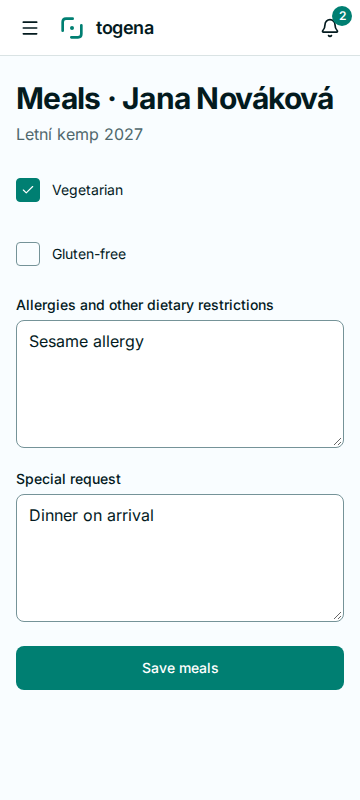 togena
2
Meals · Jana Nováková
Letní kemp 2027
Vegetarian
Gluten-free
Allergies and other dietary restrictions
Sesame allergy
Special request
Dinner on arrival
Save meals